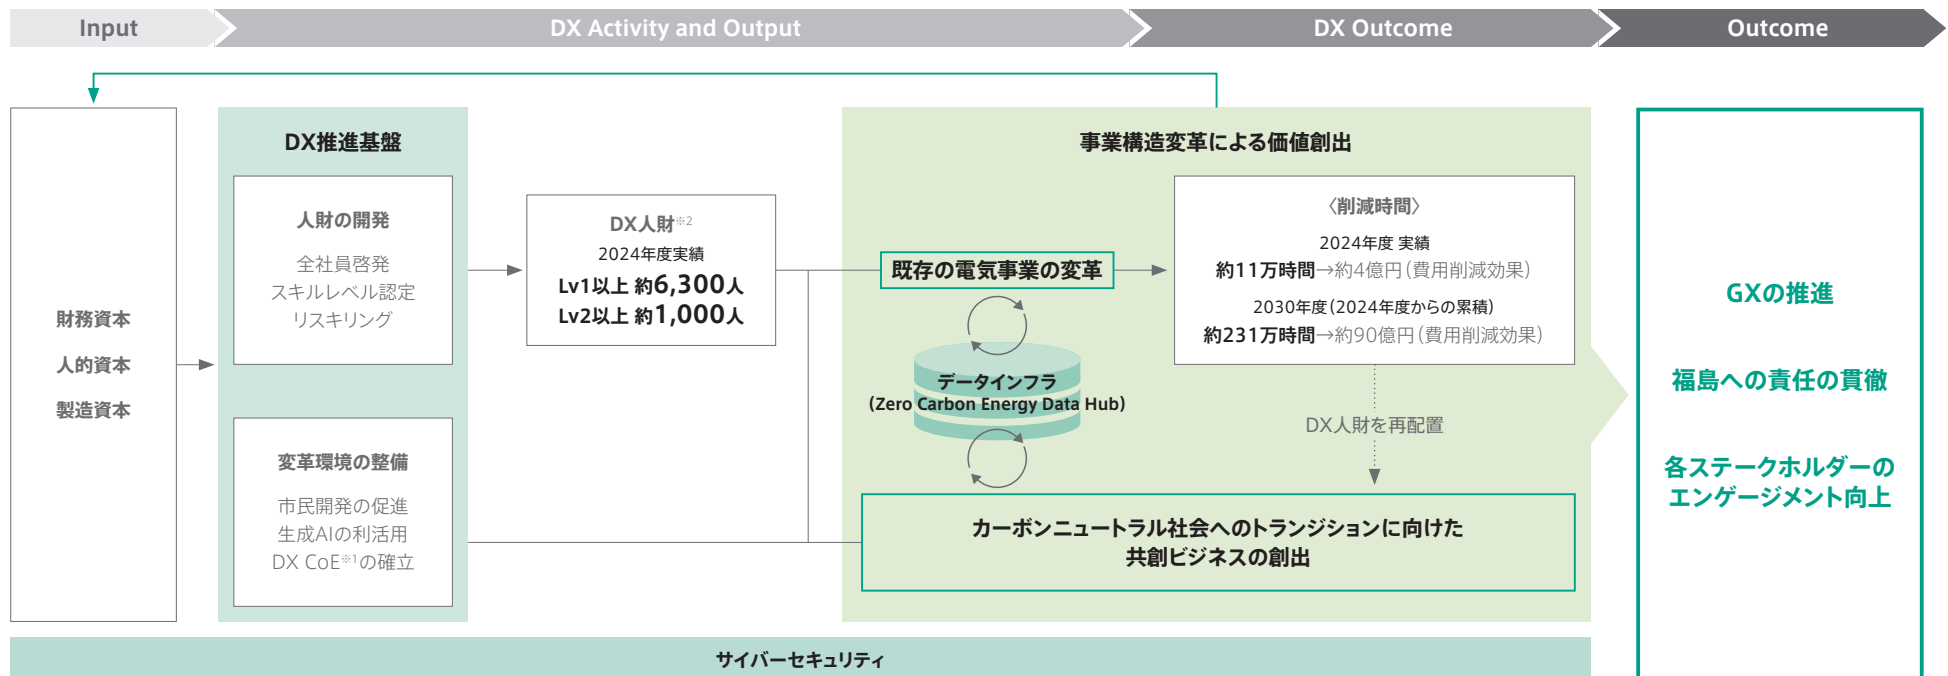 Input
DX Activity and Output
DX Outcome
Outcome
財務資本
人的資本
製造資本
DX推進基盤
人財の開発
全社員啓発
スキルレベル認定
リスキリング
変革環境の整備
市民開発の促進
生成AIの利活用
DX CoE※1の確立
DX人財※2
2024年度実績
Lv1以上 約6,300人
Lv2以上 約1,000人
事業構造変革による価値創出
既存の電気事業の変革
データインフラ
(Zero Carbon Energy Data Hub)
〈削減時間〉
2024年度 実績
約11万時間→約4億円(費用削減効果)
2030年度(2024年度からの累積)
約231万時間→約90億円(費用削減効果)
DX人財を再配置
カーボンニュートラル社会へのトランジションに向けた
共創ビジネスの創出
GXの推進
福島への責任の貫徹
各ステークホルダーの
エンゲージメント向上
サイバーセキュリティ